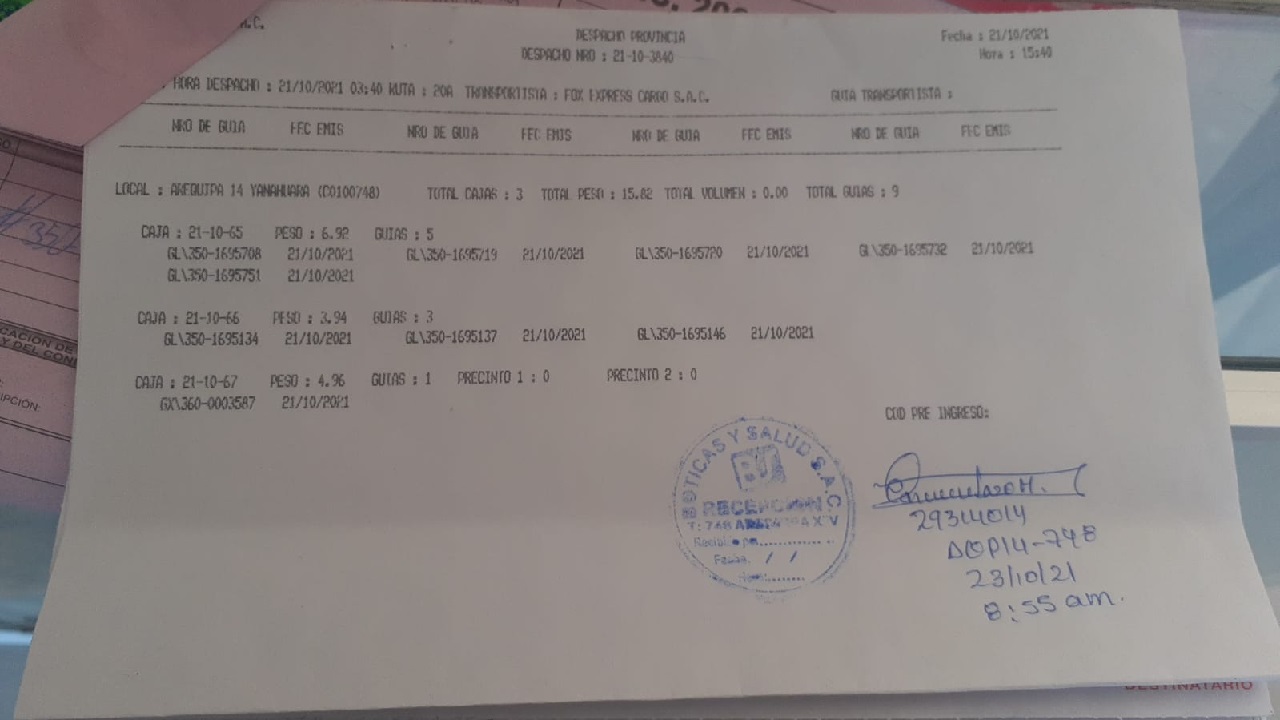 A.C.
DESPACHO PROVINCIA
Fecha : 21/10/2021
DESPACHO NRO : 21-10-3840
Hora : 15:40
HORA DESPACHO : 21/10/2021 03:40 RUTA : 20A TRANSPORTISTA : FOX EXPRESS CARGO S.A.C. GUIA TRANSPORTISTA :
NRO DE GUIA FEC EMIS NRO DE GUIA FEC EMIS NRO DE GUIA FEC EMIS NRO DE GUIA FEC EMIS
LOCAL : AREQUIPA 14 YANAHUARA (C0100748) TOTAL CAJAS : 3 TOTAL PESO : 15.82 TOTAL VOLUMEN : 0.00 TOTAL GUIAS : 9
CAJA : 21-10-65 PESO : 6.92 GUIAS : 5
GL\350-1695708 21/10/2021 GL\350-1695719 21/10/2021 GL\350-1695720 21/10/2021 GL\350-1695732 21/10/2021
GL\350-1695751 21/10/2021
CAJA : 21-10-66 PESO : 3.94 GUIAS : 3
GL\350-1695134 21/10/2021 GL\350-1695137 21/10/2021 GL\350-1695146 21/10/2021
CAJA : 21-10-67 PESO : 4.96 GUIAS : 1 PRECINTO 1 : 0 PRECINTO 2 : 0
GX\360-0003587 21/10/2021
COD PRE INGRESO:
BOTICAS Y SALUD S.A.C.
RECEPCION
T: 748 XIV
Fecha: / /
29314014
AQP14-748
23/10/21
8:55 am.
DESTINATARIO